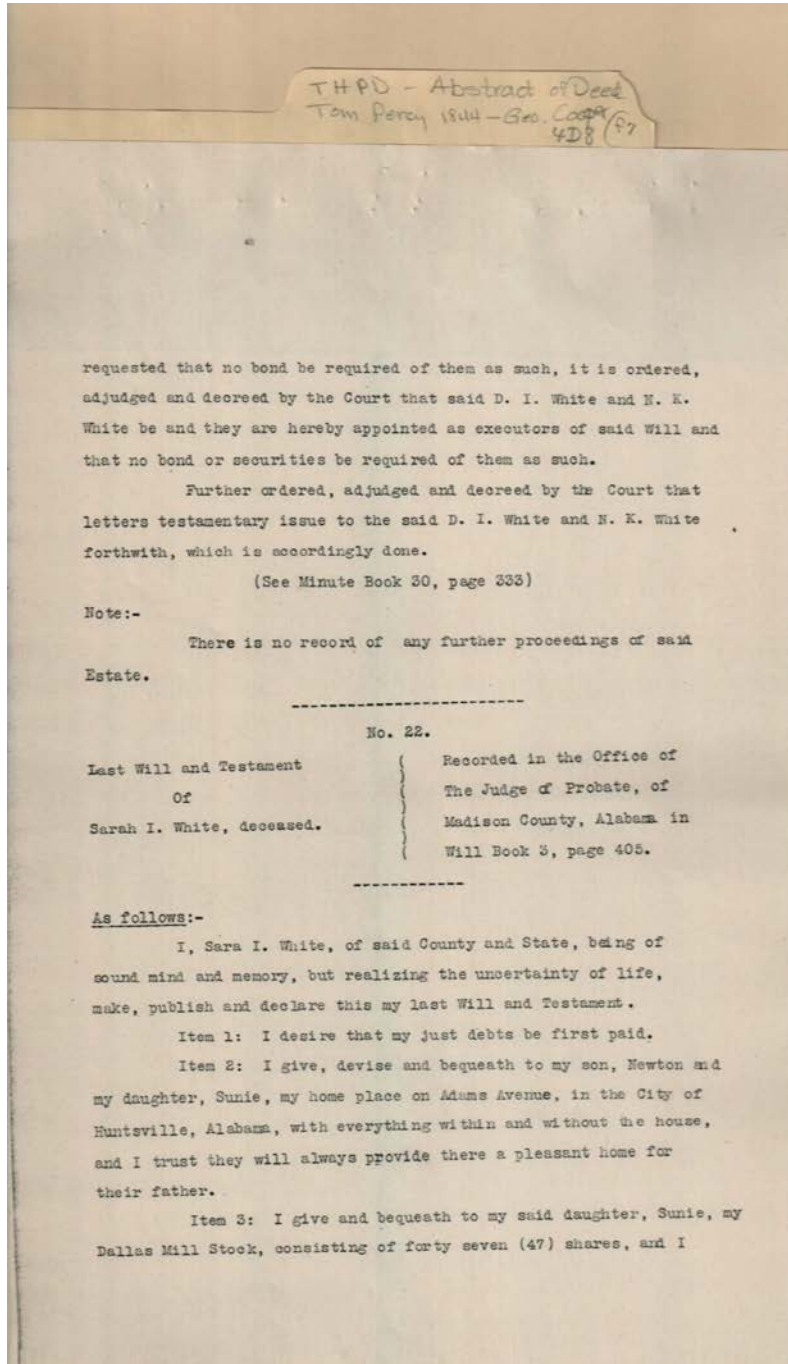 THPD - Abstract of Deed
Tom Percy 1844 - Geo. Cooper
4D8 (f7
requested that no bond be required of them as such, it is ordered,
adjudged and decreed by the Court that said D. I. White and N. K.
White be and they are hereby appointed as executors of said Will and
that no bond or securities be required of them as such.
Further ordered, adjudged and decreed by the Court that
letters testamentary issue to the said D. I. White and N. K. White
forthwith, which is accordingly done.
(See Minute Book 30, page 333)
Note:-
There is no record of any further proceedings of said
Estate.
-------------------------
No. 22.
Last Will and Testament
Of
Sarah I. White, deceased.
Recorded in the Office of
The Judge of Probate, of
Madison County, Alabama in
Will Book 3, page 405.
------------
As follows:-
I, Sara I. White, of said County and State, being of
sound mind and memory, but realizing the uncertainty of life,
make, publish and declare this my last Will and Testament.
Item 1: I desire that my just debts be first paid.
Item 2: I give, devise and bequeath to my son, Newton and
my daughter, Sunie, my home place on Adams Avenue, in the City of
Huntsville, Alabama, with everything within and without the house,
and I trust they will always provide there a pleasant home for
their father.
Item 3: I give and bequeath to my said daughter, Sunie, my
Dallas Mill Stock, consisting of forty seven (47) shares, and I